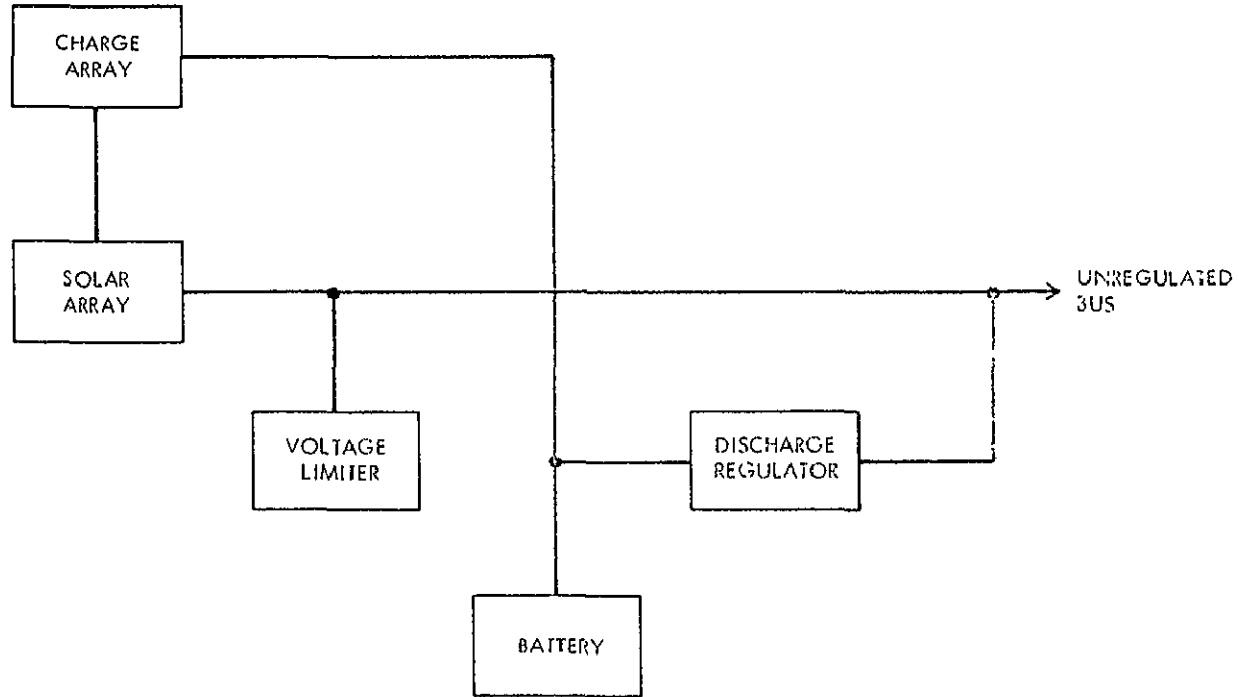 CHARGE
ARRAY
SOLAR
ARRAY
UNREGULATED
BUS
VOLTAGE
LIMITER
DISCHARGE
REGULATOR
BATTERY